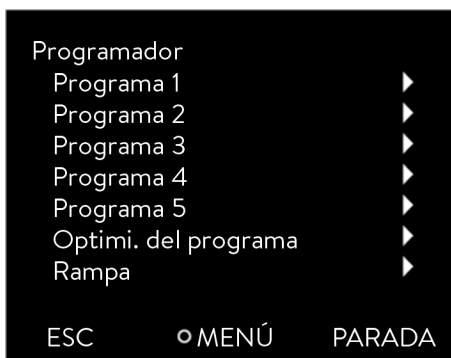 Programador
Programa 1
Programa 2
Programa 3
Programa 4
Programa 5
Optimi. del programa
Rampa
ESC MENÚ PARADA